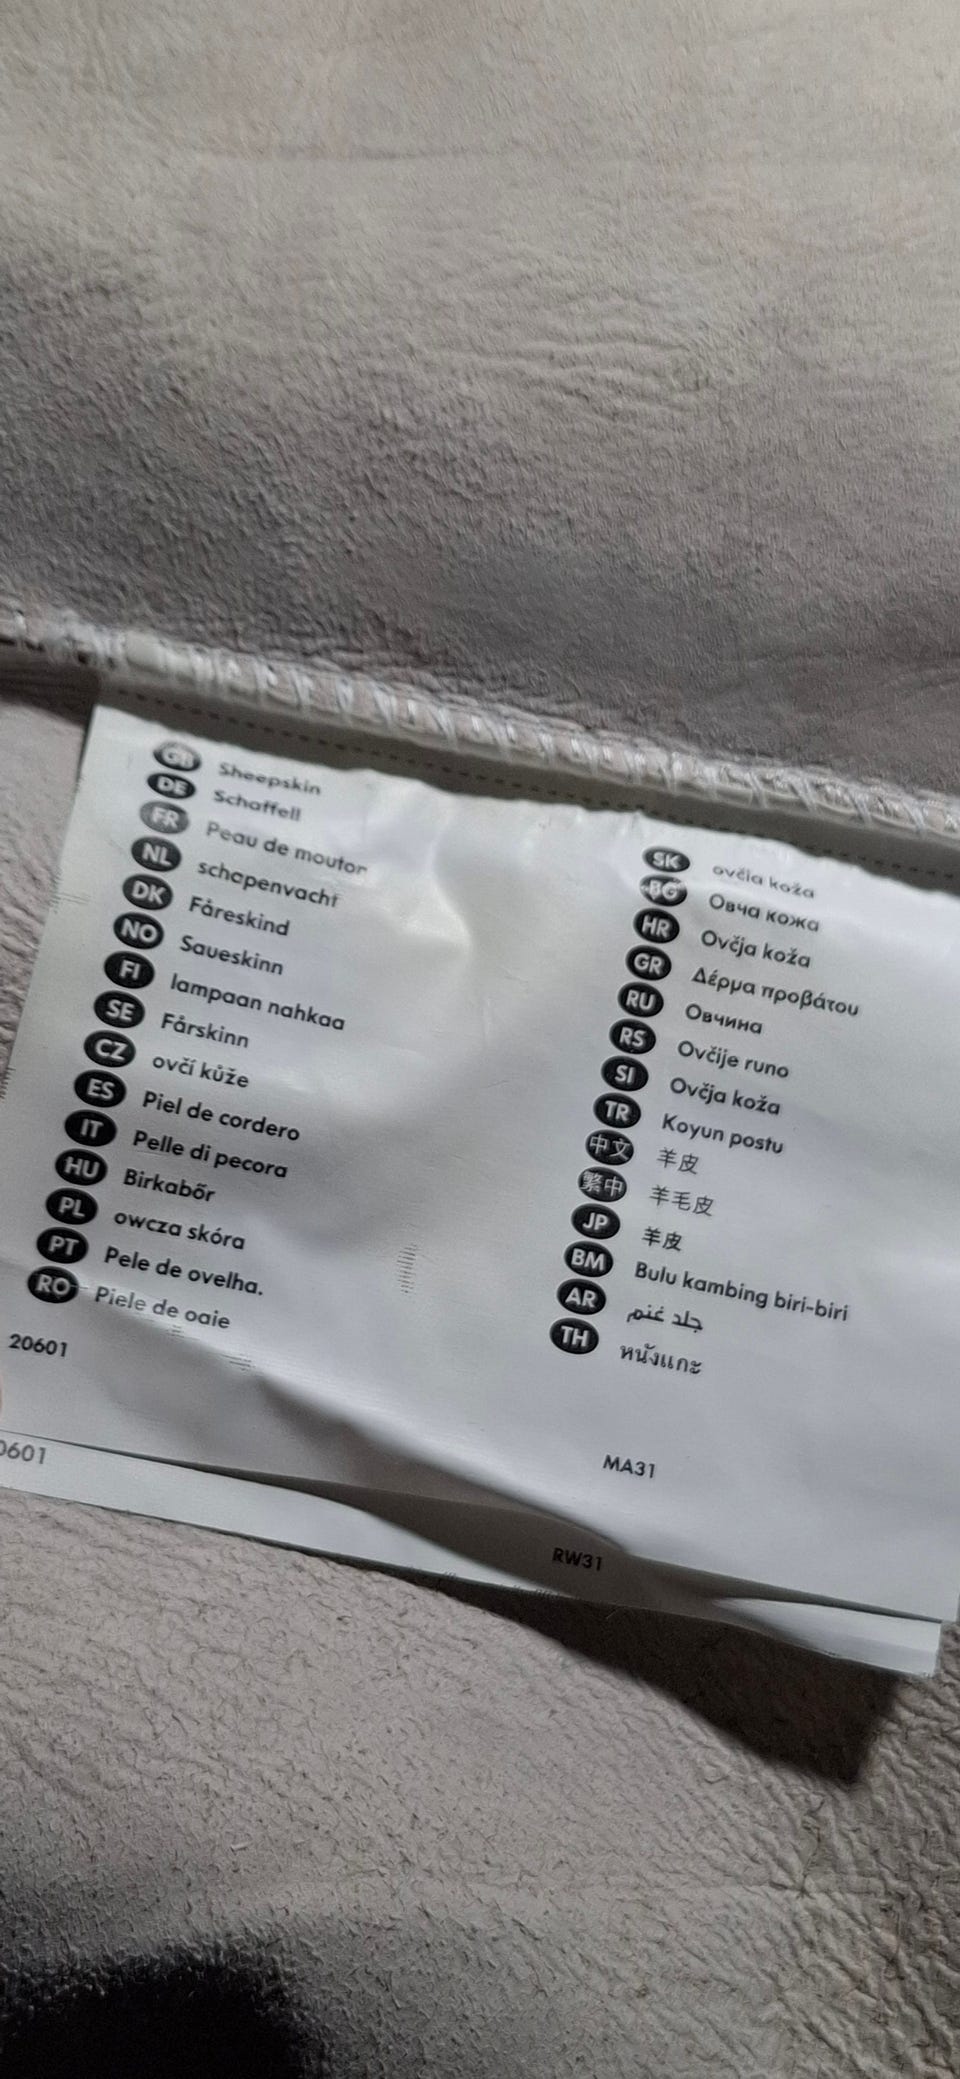 GB Sheepskin
DE Schaffell
FR Peau de mouton
NL schapenvacht
DK Fåreskind
NO Saueskinn
FI lampaan nahkaa
SE Fårskinn
CZ ovčí kůže
ES Piel de cordero
IT Pelle di pecora
HU Birkabőr
PL owcza skóra
PT Pele de ovelha.
RO Piele de oaie
20601
SK ovčia koža
BG Овча кожа
HR Ovčja koža
GR Δέρμα προβάτου
RU Овчина
RS Ovčije runo
SI Ovčja koža
TR Koyun postu
中文 羊皮
繁中 羊毛皮
JP 羊皮
BM Bulu kambing biri-biri
AR جلد غنم
TH หนังแกะ
MA31
0601
RW31